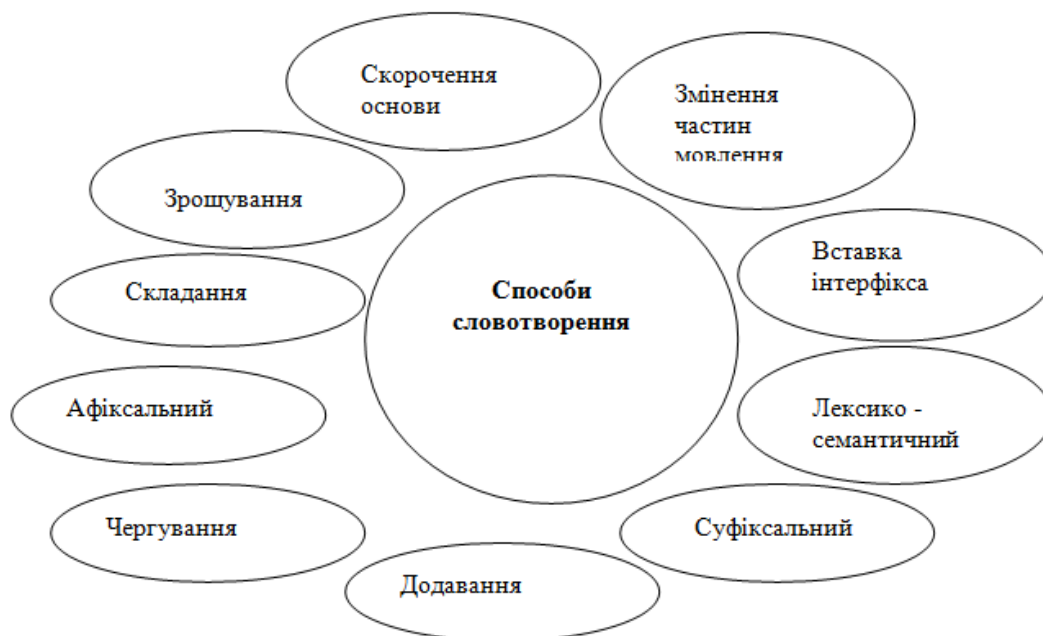 Скорочення
основи
Змінення
частин
мовлення
Зрощування
Вставка
інтерфікса
Складання
Способи
словотворення
Афіксальний
Лексико -
семантичний
Чергування
Суфіксальний
Додавання